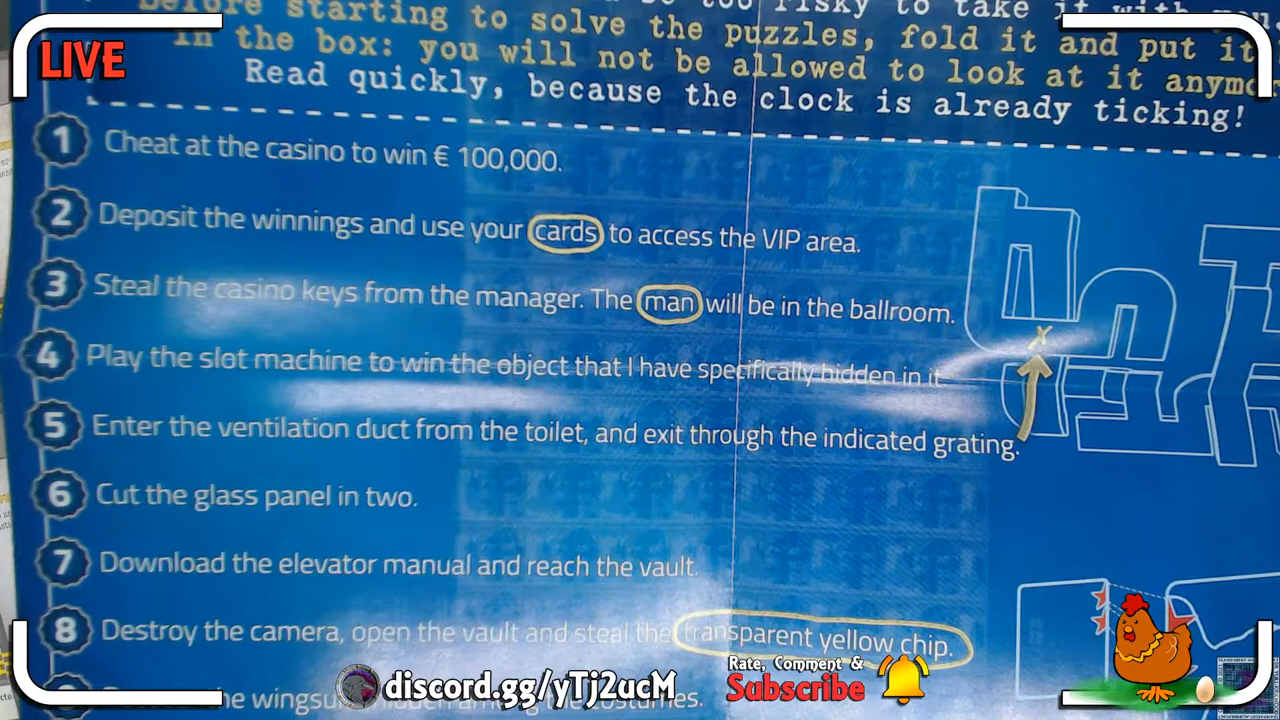 risky to take it with you
Before starting to solve the puzzles, fold it and put it
in the box: you will not be allowed to look at it anymor
Read quickly, because the clock is already ticking!
1 Cheat at the casino to win € 100,000.
2 Deposit the winnings and use your cards to access the VIP area.
3 Steal the casino keys from the manager. The man will be in the ballroom.
4 Play the slot machine to win the object that I have specifically hidden in it.
5 Enter the ventilation duct from the toilet, and exit through the indicated grating.
X
6 Cut the glass panel in two.
7 Download the elevator manual and reach the vault.
8 Destroy the camera, open the vault and steal the transparent yellow chip.
LIVE
discord.gg/yTj2ucM
Rate, Comment &
Subscribe